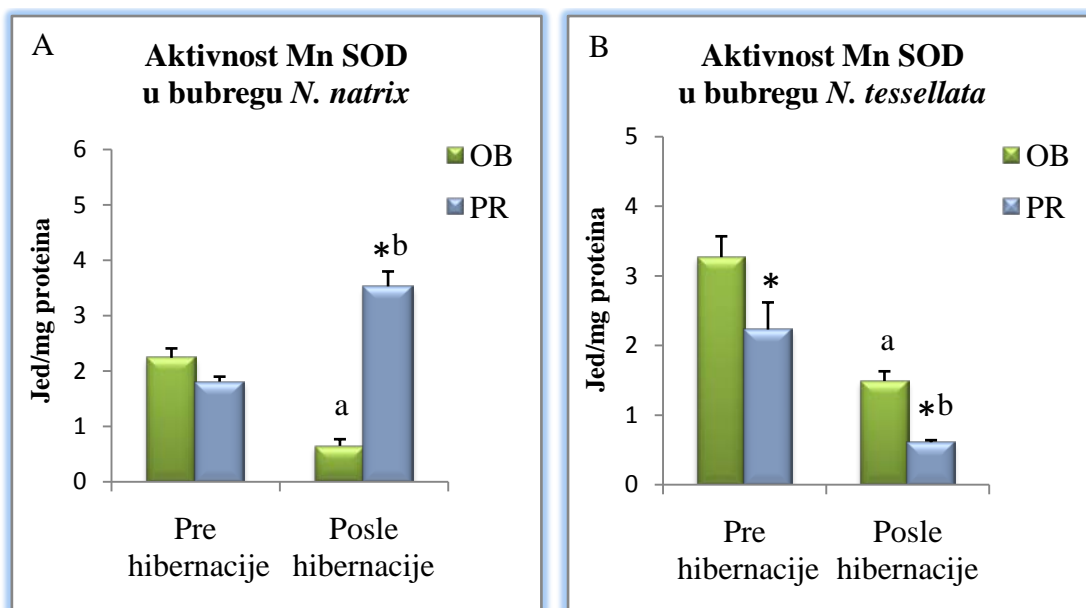 A
Aktivnost Mn SOD
u bubregu N. natrix
6
5
4
3
2
1
0
Jed/mg proteina
OB
PR
a
*b
Pre
hibernacije
Posle
hibernacije
B
Aktivnost Mn SOD
u bubregu N. tessellata
5
4
3
2
1
0
Jed/mg proteina
OB
PR
*
a
*b
Pre
hibernacije
Posle
hibernacije